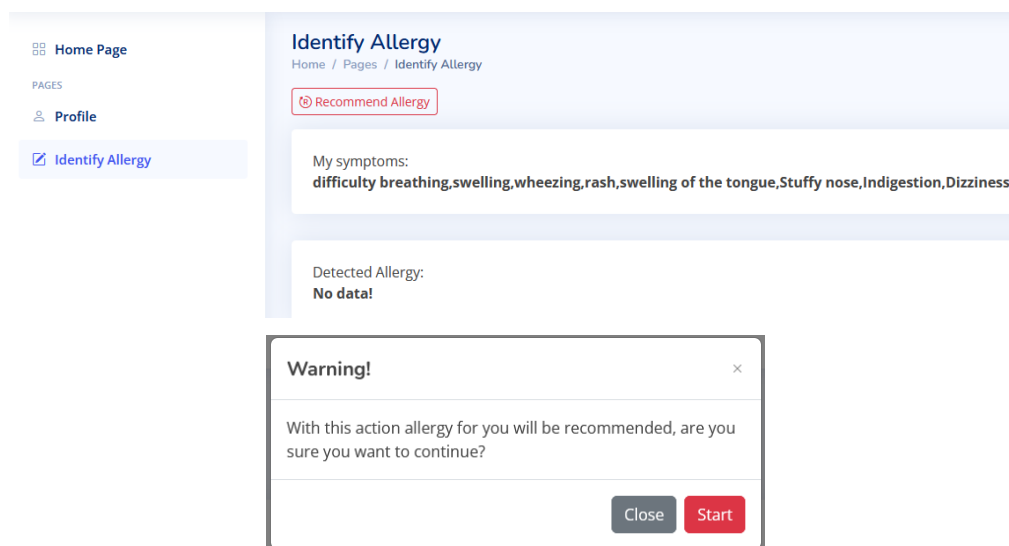 Home Page
PAGES
Profile
Identify Allergy
Identify Allergy
Home / Pages / Identify Allergy
Recommend Allergy
My symptoms:
difficulty breathing,swelling,wheezing,rash,swelling of the tongue,Stuffy nose,Indigestion,Dizziness
Detected Allergy:
No data!
Warning!
×
With this action allergy for you will be recommended, are you
sure you want to continue?
Close Start